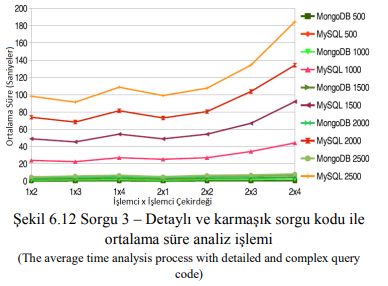 200
180
160
140
120
100
80
60
40
20
0
Ortalama Süre (Saniyeler)
1x2 1x3 1x4 2x1 2x2 2x3 2x4
İşlemci x İşlemci Çekirdeği
MongoDB 500
MySQL 500
MongoDB 1000
MySQL 1000
MongoDB 1500
MySQL 1500
MongoDB 2000
MySQL 2000
MongoDB 2500
MySQL 2500
Şekil 6.12 Sorgu 3 – Detaylı ve karmaşık sorgu kodu ile
ortalama süre analiz işlemi
(The average time analysis process with detailed and complex query
code)